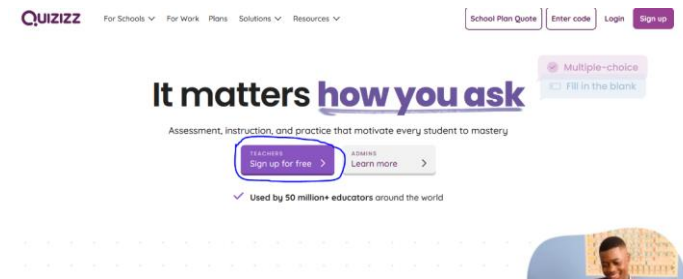 QUIZIZZ For Schools For Work Plans Solutions Resources School Plan Quote Enter code Login Sign up
Multiple-choice
Fill in the blank
It matters how you ask
Assessment, instruction, and practice that motivate every student to mastery
TEACHERS
Sign up for free
ADMINS
Learn more
Used by 50 million+ educators around the world